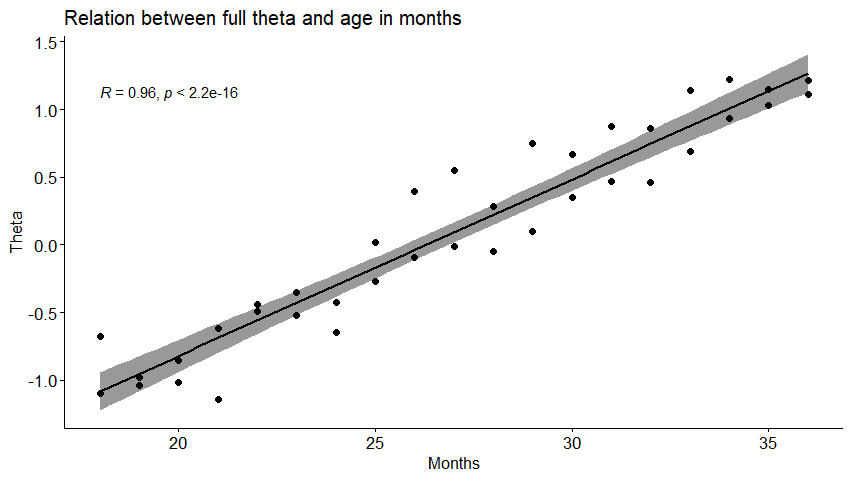 Relation between full theta and age in months
1.5
R = 0.96, p < 2.2e-16
1.0
0.5
0.0
-0.5
-1.0
Theta
20 25 30 35
Months